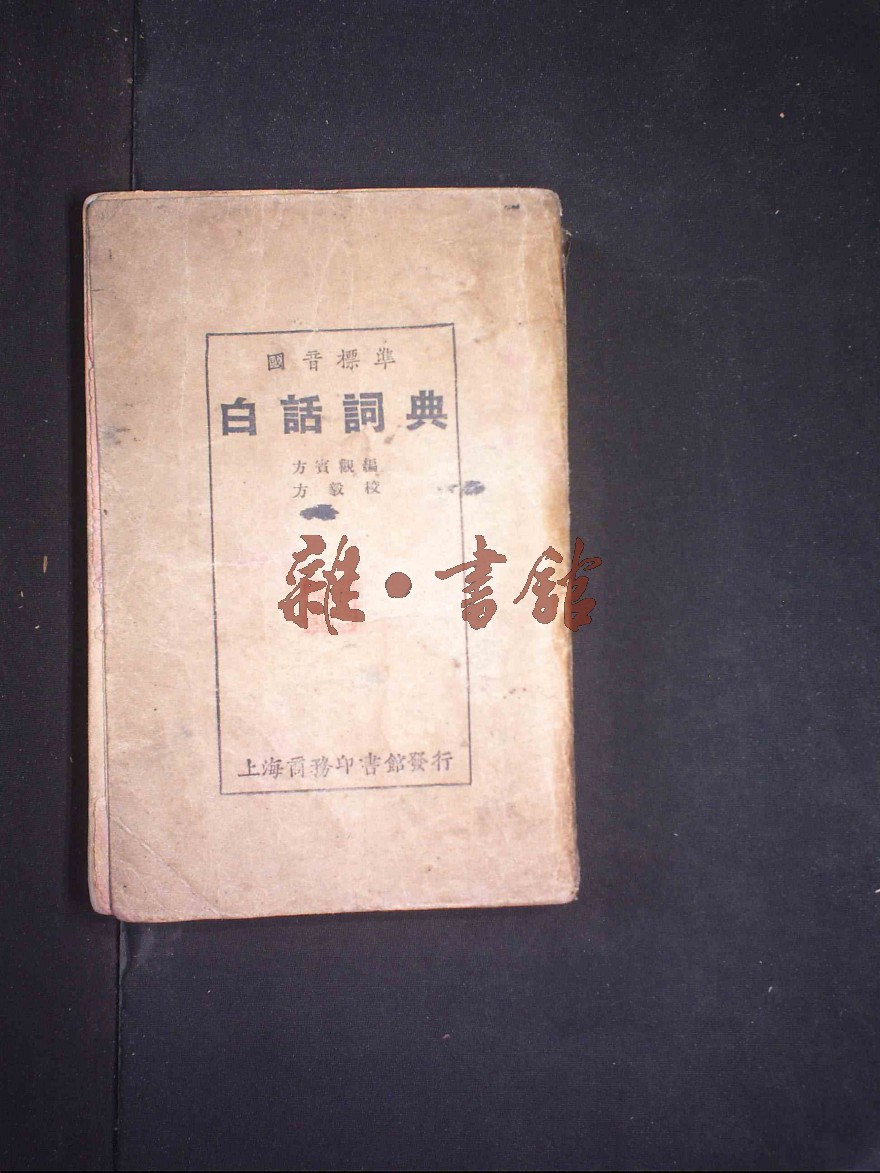 國音標準
白話詞典
方賓觀編
方毅校
雜·書館
上海商務印書館發行